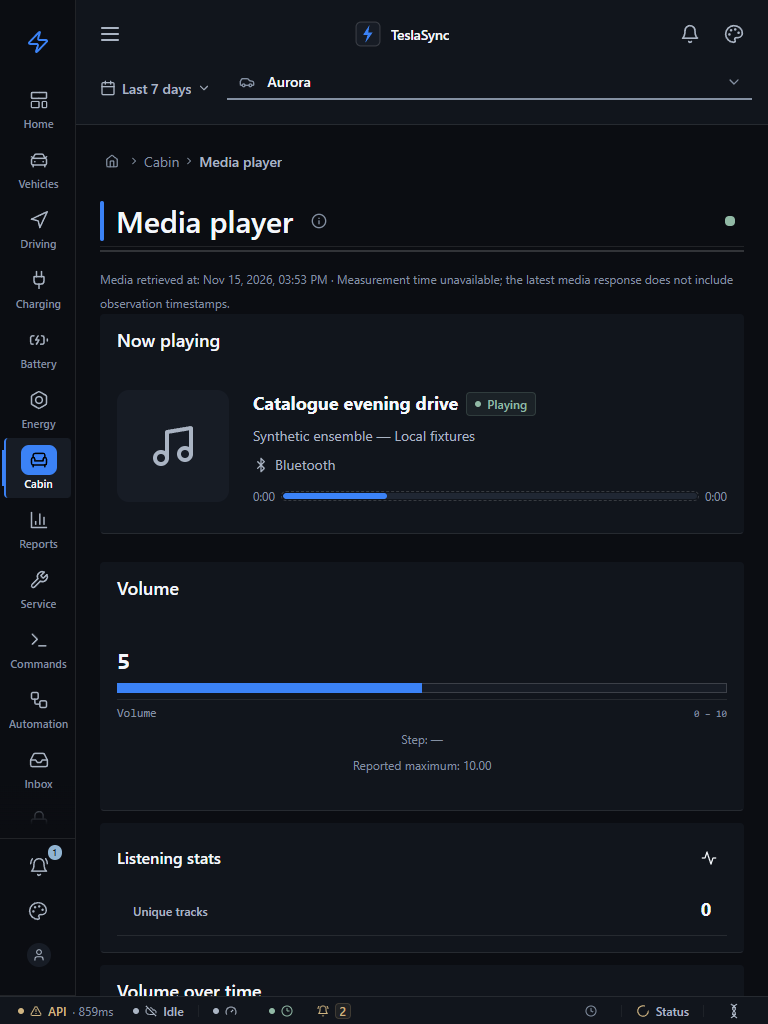 TeslaSync
Last 7 days
Aurora
Home
Vehicles
Driving
Charging
Battery
Energy
Cabin
Reports
Service
Commands
Automation
Inbox
1
Cabin
Media player
Media player
Media retrieved at: Nov 15, 2026, 03:53 PM · Measurement time unavailable; the latest media response does not include
observation timestamps.
Now playing
Catalogue evening drive
Playing
Synthetic ensemble — Local fixtures
Bluetooth
0:00
0:00
Volume
5
Volume
0 – 10
Step: —
Reported maximum: 10.00
Listening stats
Unique tracks
0
Volume over time
API · 859ms
Idle
2
Status